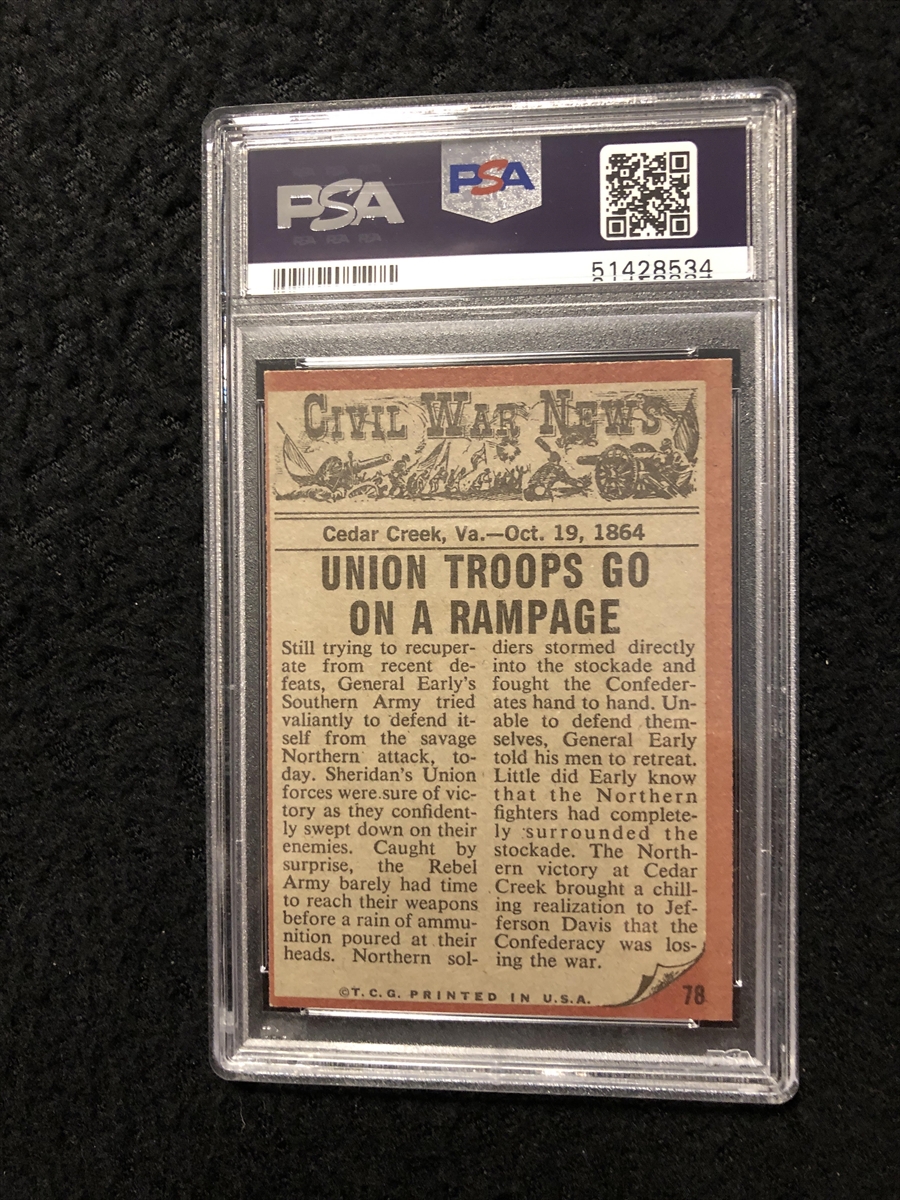 PSA
PSA
51428534
CIVIL WAR NEWS
Cedar Creek, Va.—Oct. 19, 1864
UNION TROOPS GO
ON A RAMPAGE
Still trying to recuper-
ate from recent de-
feats, General Early's
Southern Army tried
valiantly to defend it-
self from the savage
Northern attack, to-
day. Sheridan's Union
forces were sure of vic-
tory as they confident-
ly swept down on their
enemies. Caught by
surprise, the Rebel
Army barely had time
to reach their weapons
before a rain of ammu-
nition poured at their
heads. Northern sol-
diers stormed directly
into the stockade and
fought the Confeder-
ates hand to hand. Un-
able to defend them-
selves, General Early
told his men to retreat.
Little did Early know
that the Northern
fighters had complete-
ly surrounded the
stockade. The North-
ern victory at Cedar
Creek brought a chill-
ing realization to Jef-
ferson Davis that the
Confederacy was los-
ing the war.
©T.C.G. PRINTED IN U.S.A.
78